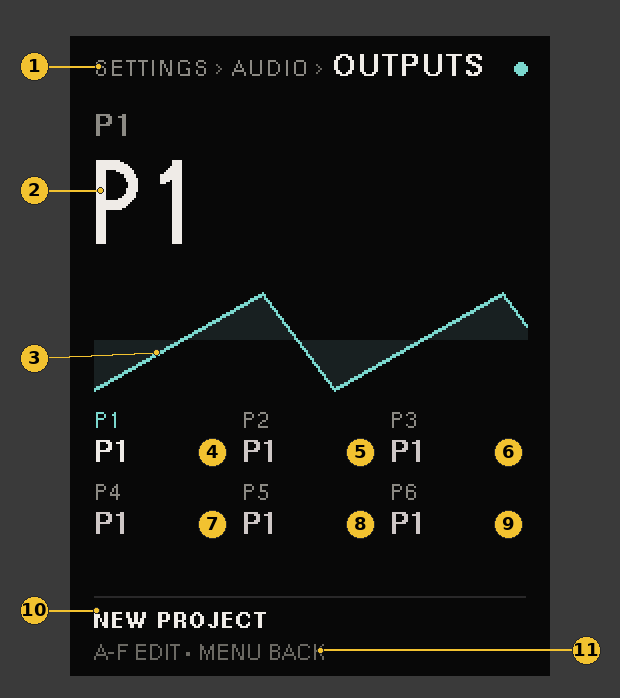 1 SETTINGS › AUDIO › OUTPUTS
P1
2 P1
3
P1 P2 P3
P1 4 P1 5 P1 6
P4 P5 P6
P1 7 P1 8 P1 9
10 NEW PROJECT
A-F EDIT · MENU BACK 11